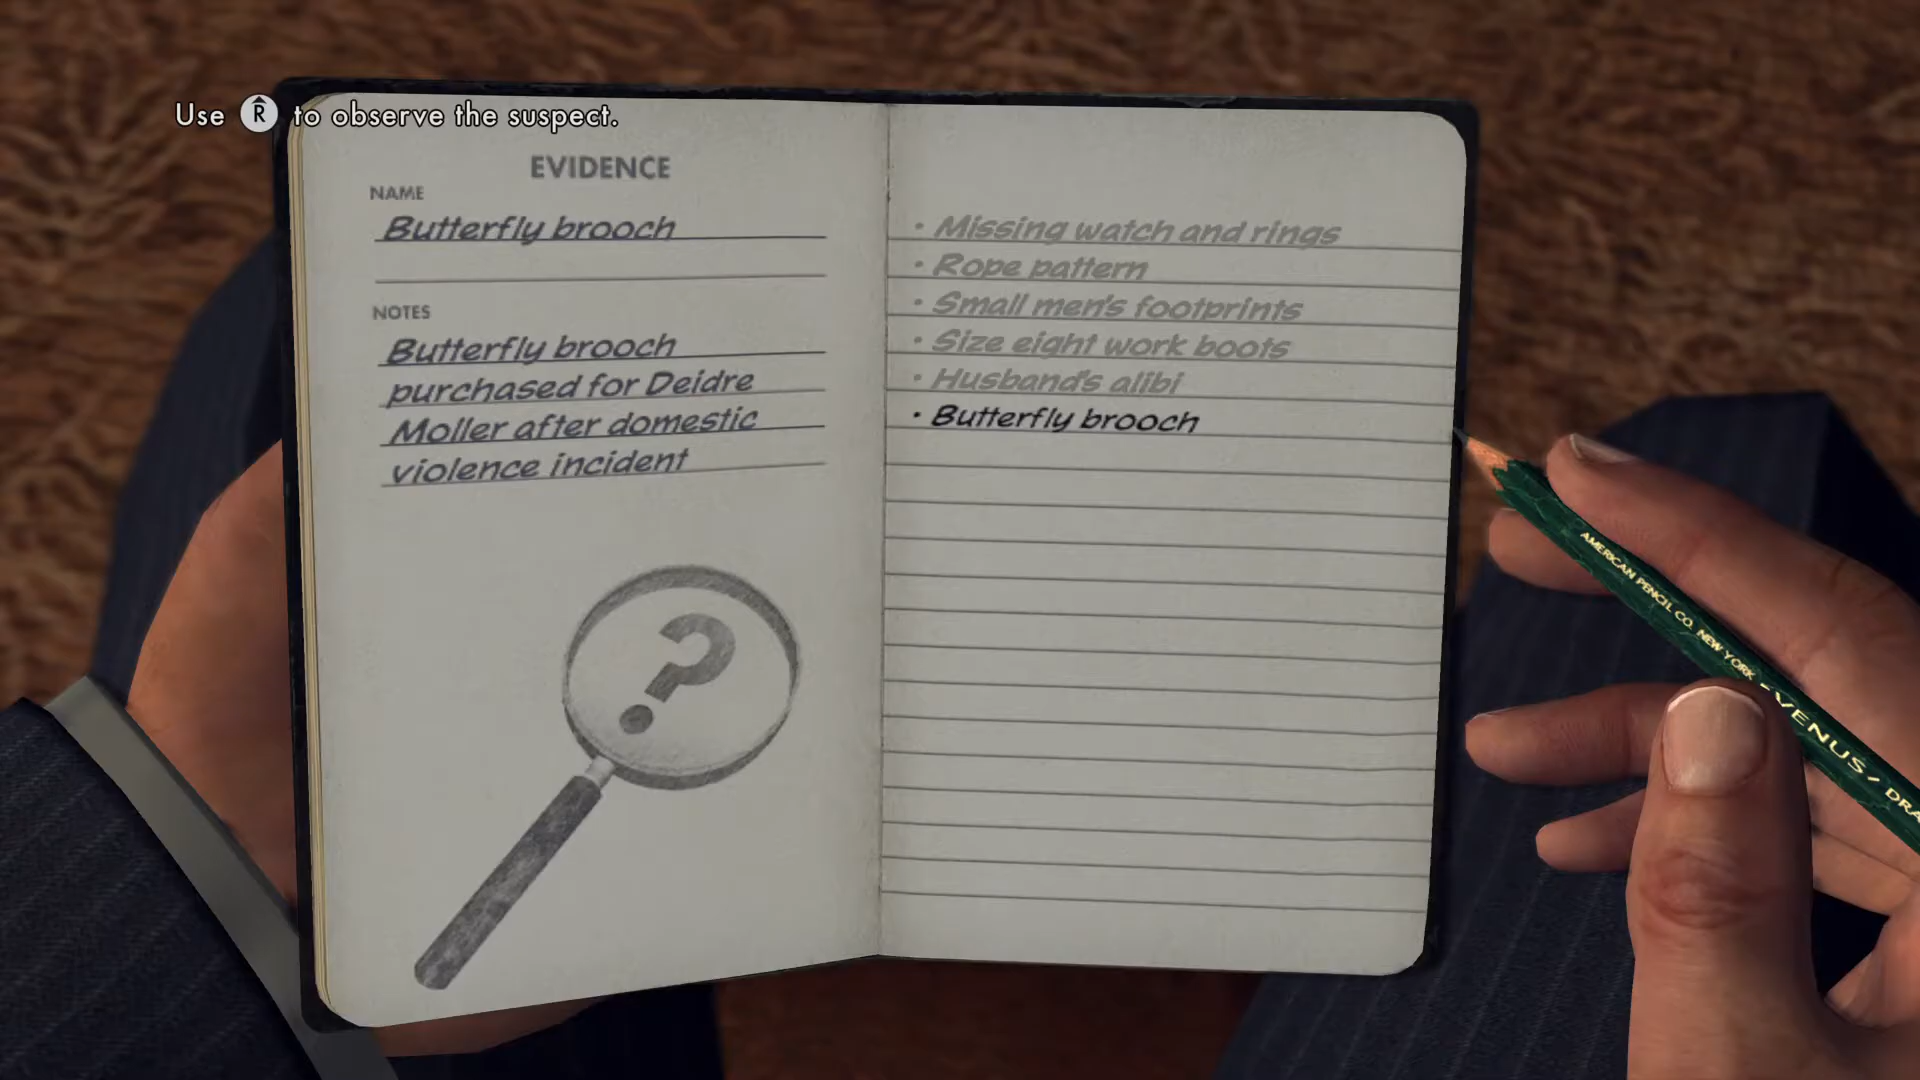 Use R to observe the suspect.
EVIDENCE
NAME
Butterfly brooch
NOTES
Butterfly brooch
purchased for Deidre
Moller after domestic
violence incident
?
• Missing watch and rings
• Rope pattern
• Small men's footprints
• Size eight work boots
• Husband's alibi
• Butterfly brooch
AMERICAN PENCIL CO. NEW YORK "VENUS"